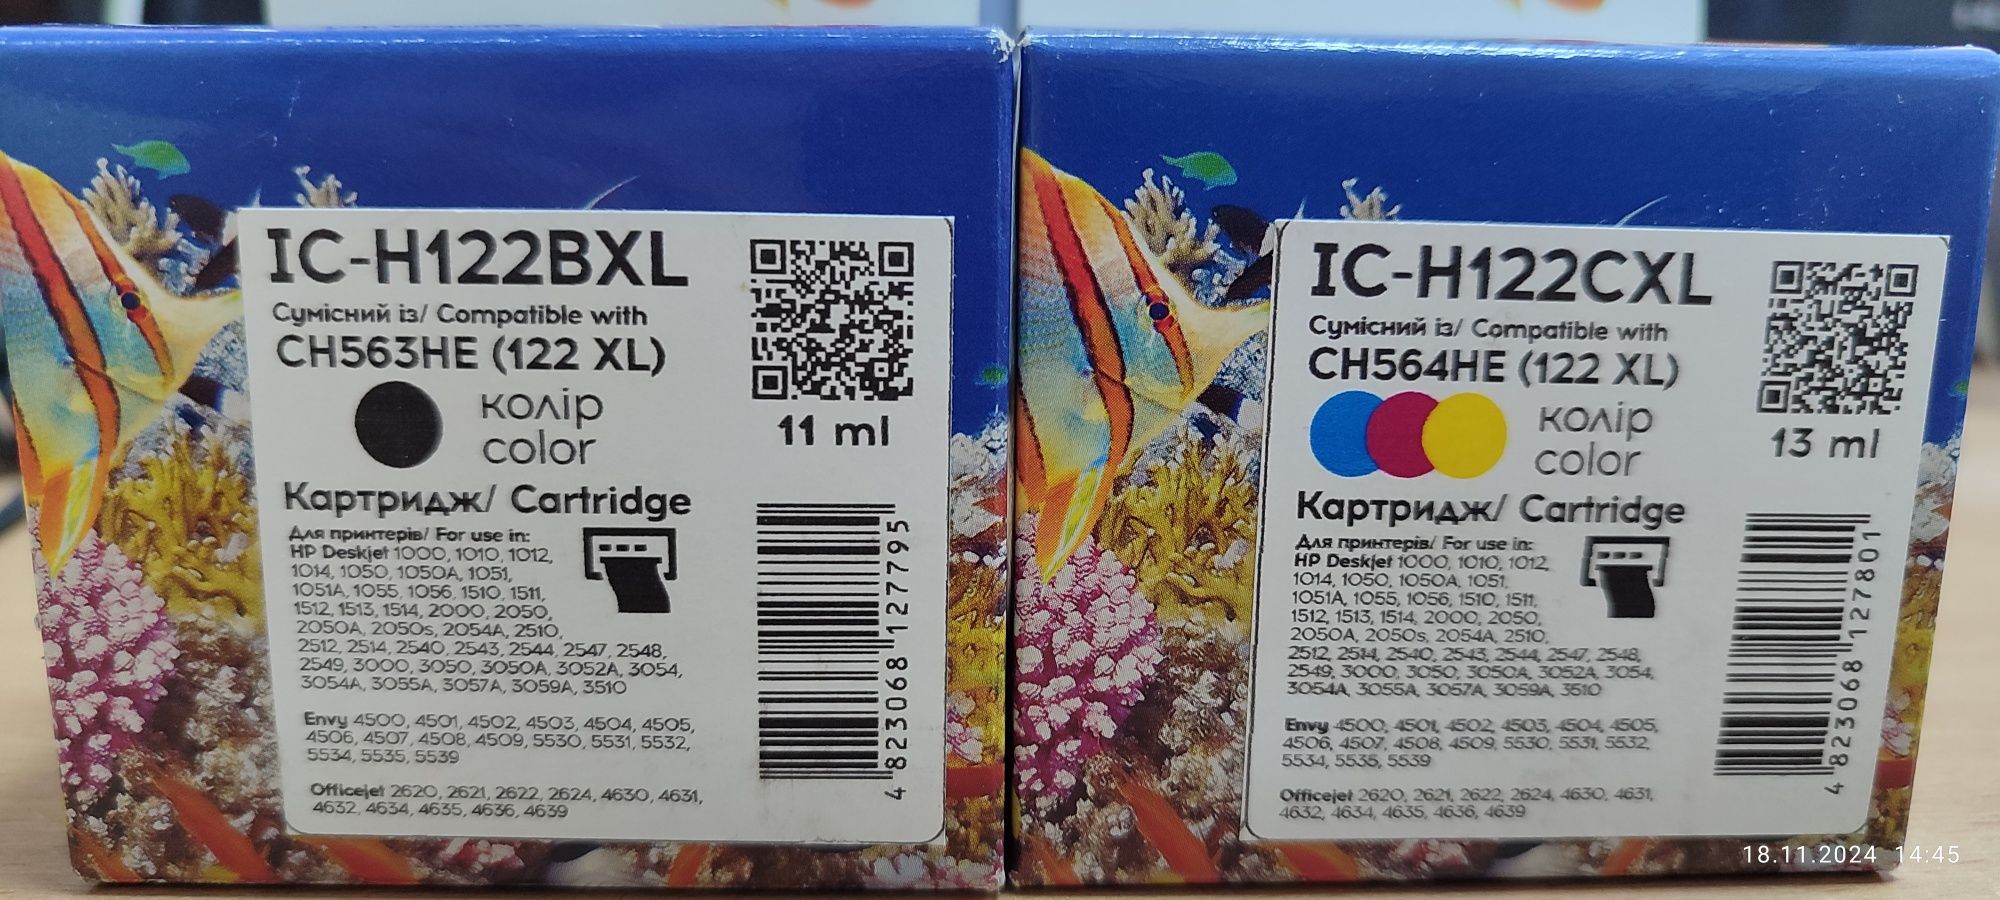 IC-H122BXL
Сумісний із/ Compatible with
CH563HE (122 XL)
колір
color
11 ml
Картридж/ Cartridge
Для принтерів/ For use in:
HP Deskjet 1000, 1010, 1012,
1014, 1050, 1050A, 1051,
1051A, 1055, 1056, 1510, 1511,
1512, 1513, 1514, 2000, 2050,
2050A, 2050s, 2054A, 2510,
2512, 2514, 2540, 2543, 2544, 2547, 2548,
2549, 3000, 3050, 3050A, 3052A, 3054,
3054A, 3055A, 3057A, 3059A, 3510
Envy 4500, 4501, 4502, 4503, 4504, 4505,
4506, 4507, 4508, 4509, 5530, 5531, 5532,
5534, 5535, 5539
Officejet 2620, 2621, 2622, 2624, 4630, 4631,
4632, 4634, 4635, 4636, 4639
4 823068 127795
IC-H122CXL
Сумісний із/ Compatible with
CH564HE (122 XL)
колір
color
13 ml
Картридж/ Cartridge
Для принтерів/ For use in:
HP Deskjet 1000, 1010, 1012,
1014, 1050, 1050A, 1051,
1051A, 1055, 1056, 1510, 1511,
1512, 1513, 1514, 2000, 2050,
2050A, 2050s, 2054A, 2510,
2512, 2514, 2540, 2543, 2544, 2547, 2548,
2549, 3000, 3050, 3050A, 3052A, 3054,
3054A, 3055A, 3057A, 3059A, 3510
Envy 4500, 4501, 4502, 4503, 4504, 4505,
4506, 4507, 4508, 4509, 5530, 5531, 5532,
5534, 5535, 5539
Officejet 2620, 2621, 2622, 2624, 4630, 4631,
4632, 4634, 4635, 4636, 4639
4 823068 127801
18.11.2024 14:45